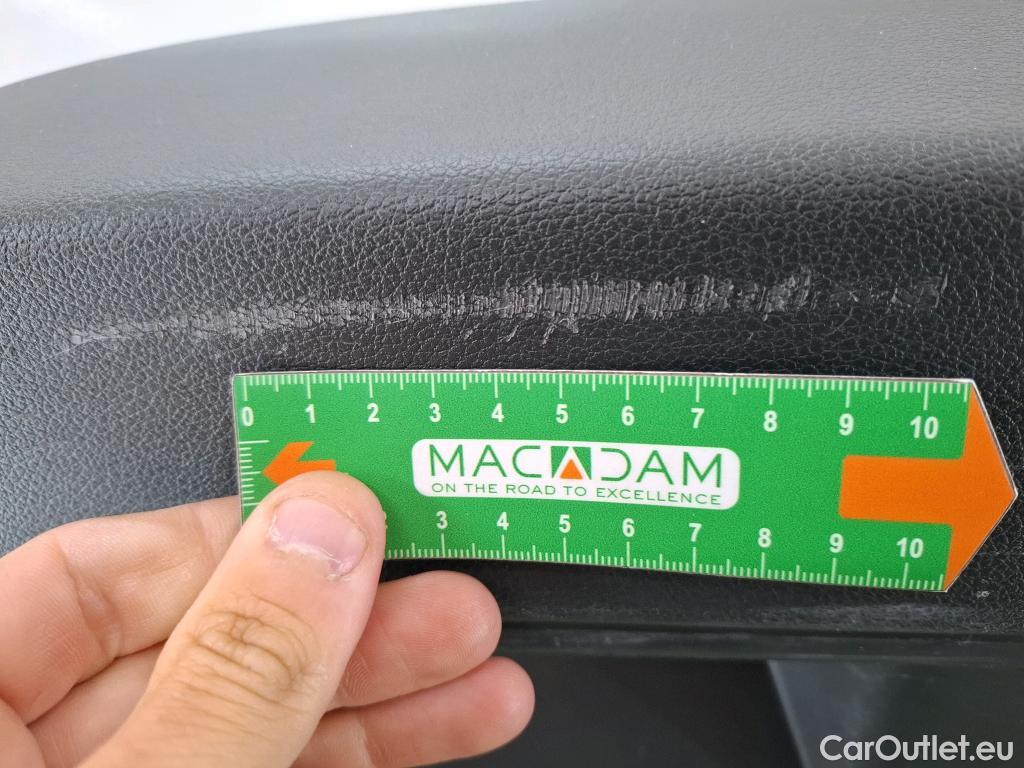 0 1 2 3 4 5 6 7 8 9 10
MACADAM
ON THE ROAD TO EXCELLENCE
3 4 5 6 7 8 9 10
CarOutlet.eu